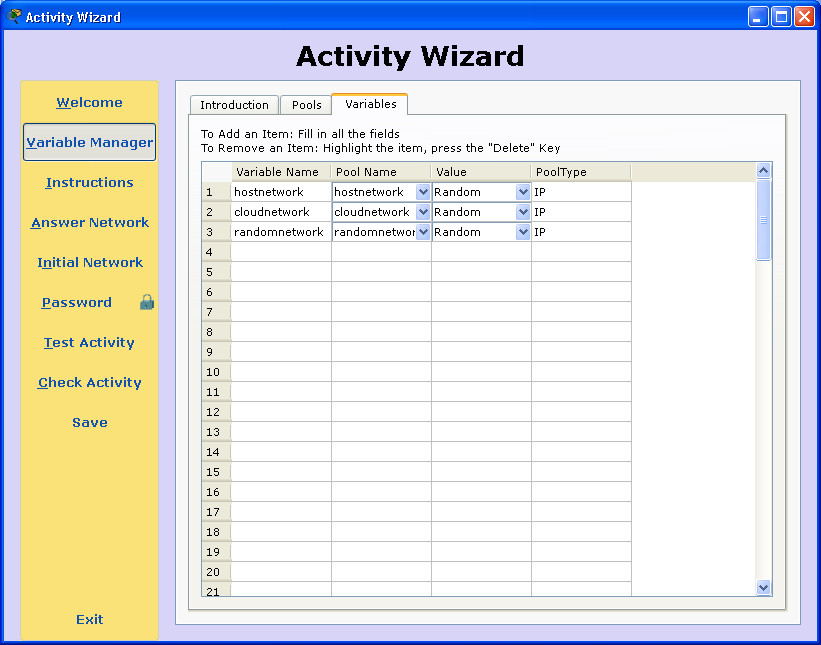 Activity Wizard
Activity Wizard
Welcome
Variable Manager
Instructions
Answer Network
Initial Network
Password
Test Activity
Check Activity
Save
Exit
Introduction Pools Variables
To Add an Item: Fill in all the fields
To Remove an Item: Highlight the item, press the "Delete" Key
Variable Name Pool Name Value PoolType
1 hostnetwork hostnetwork Random IP
2 cloudnetwork cloudnetwork Random IP
3 randomnetwork randomnetwor Random IP
4
5
6
7
8
9
10
11
12
13
14
15
16
17
18
19
20
21